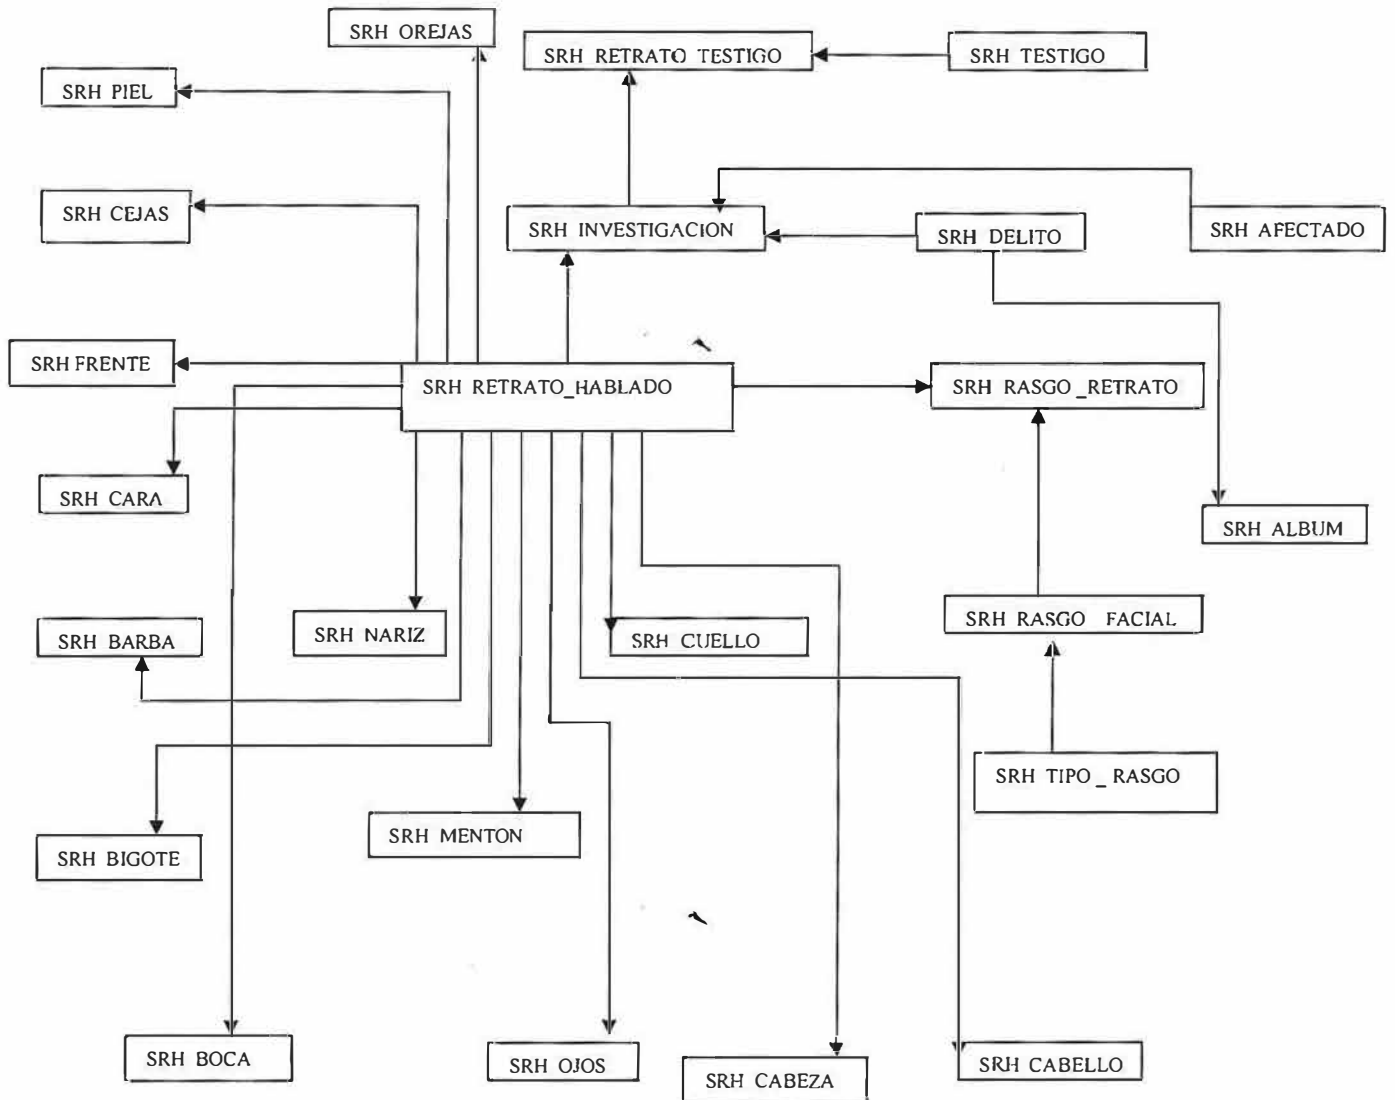 SRH OREJAS
SRH RETRATO TESTIGO
SRH TESTIGO
SRH PIEL
SRH CEJAS
SRH INVESTIGACION
SRH DELITO
SRH AFECTADO
SRH FRENTE
SRH RETRATO_HABLADO
SRH RASGO_RETRATO
SRH CARA
SRH ALBUM
SRH BARBA
SRH NARIZ
SRH CUELLO
SRH RASGO FACIAL
SRH TIPO_RASGO
SRH BIGOTE
SRH MENTON
SRH BOCA
SRH OJOS
SRH CABEZA
SRH CABELLO